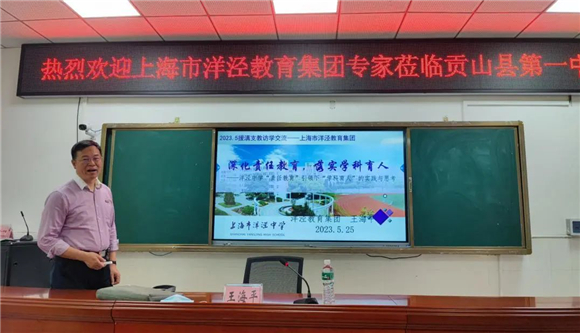 热烈欢迎上海市洋泾教育集团专家莅临贡山县第一中
2023.5援滇支教访学交流——上海市洋泾教育集团
深化责任教育，落实学科育人
洋泾教育集团 王海平
2023.5.25
上海市洋泾中学
王海平